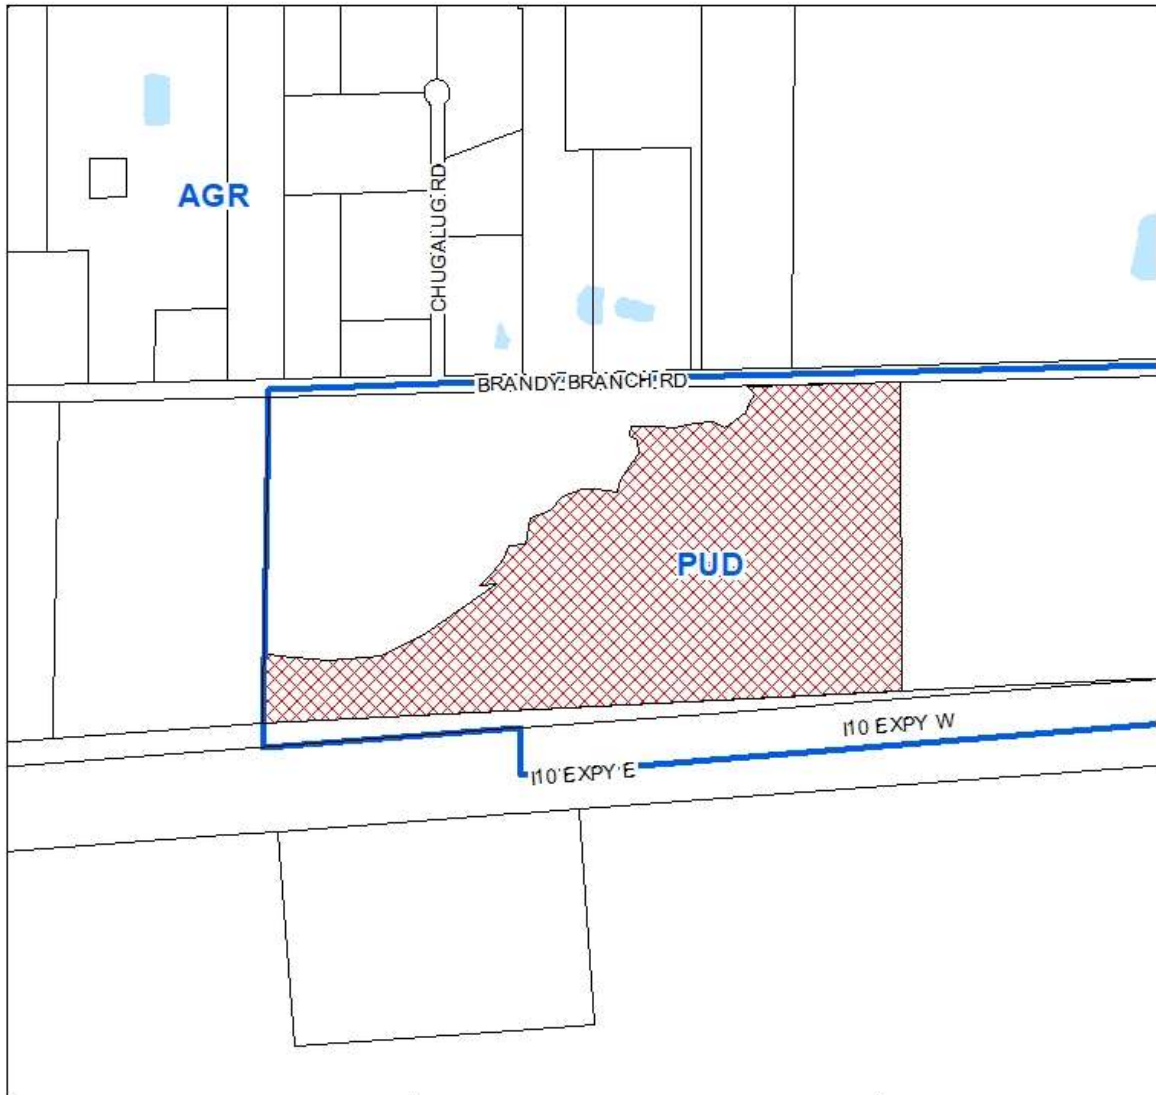 AGR
CHUGALUG RD
BRANDY BRANCH RD
PUD
I10 EXPY W
I10 EXPY E